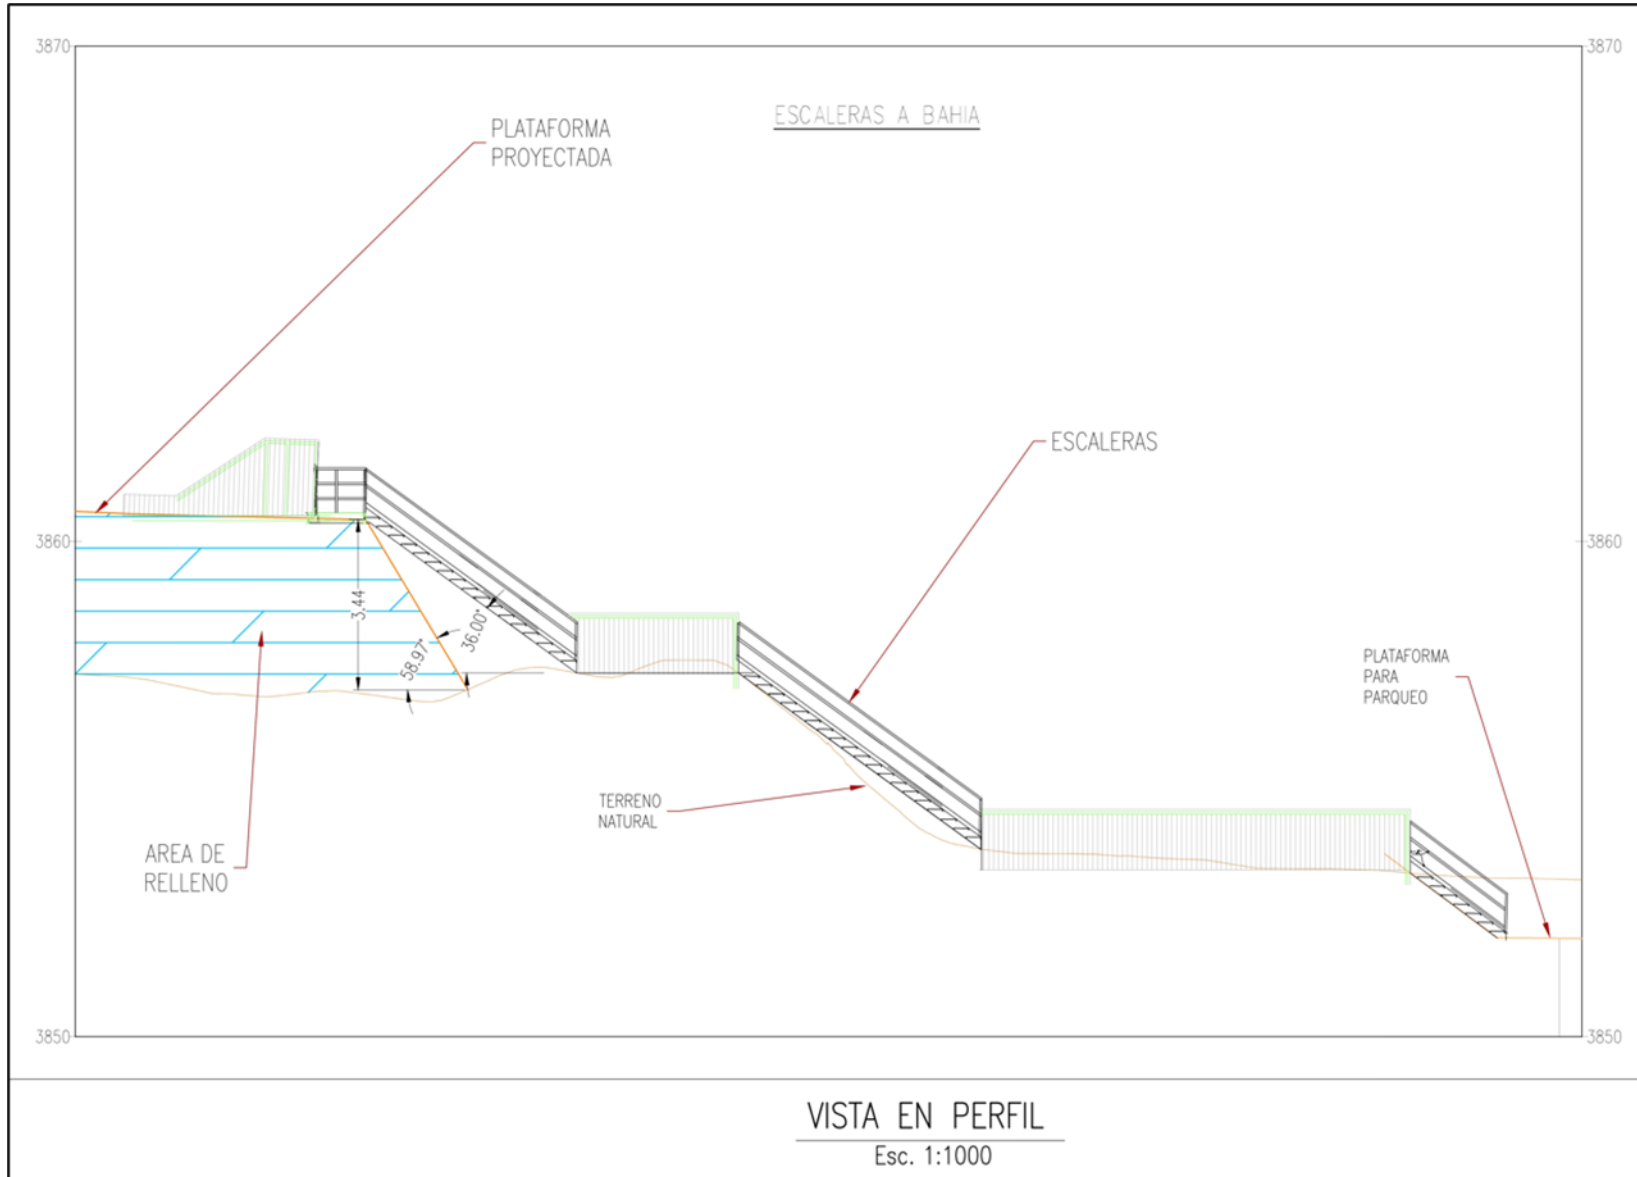 3870
3870
ESCALERAS A BAHIA
PLATAFORMA
PROYECTADA
ESCALERAS
3860
3860
3.44
36.00°
58.97°
PLATAFORMA
PARA
PARQUEO
TERRENO
NATURAL
AREA DE
RELLENO
3850
3850
VISTA EN PERFIL
Esc. 1:1000